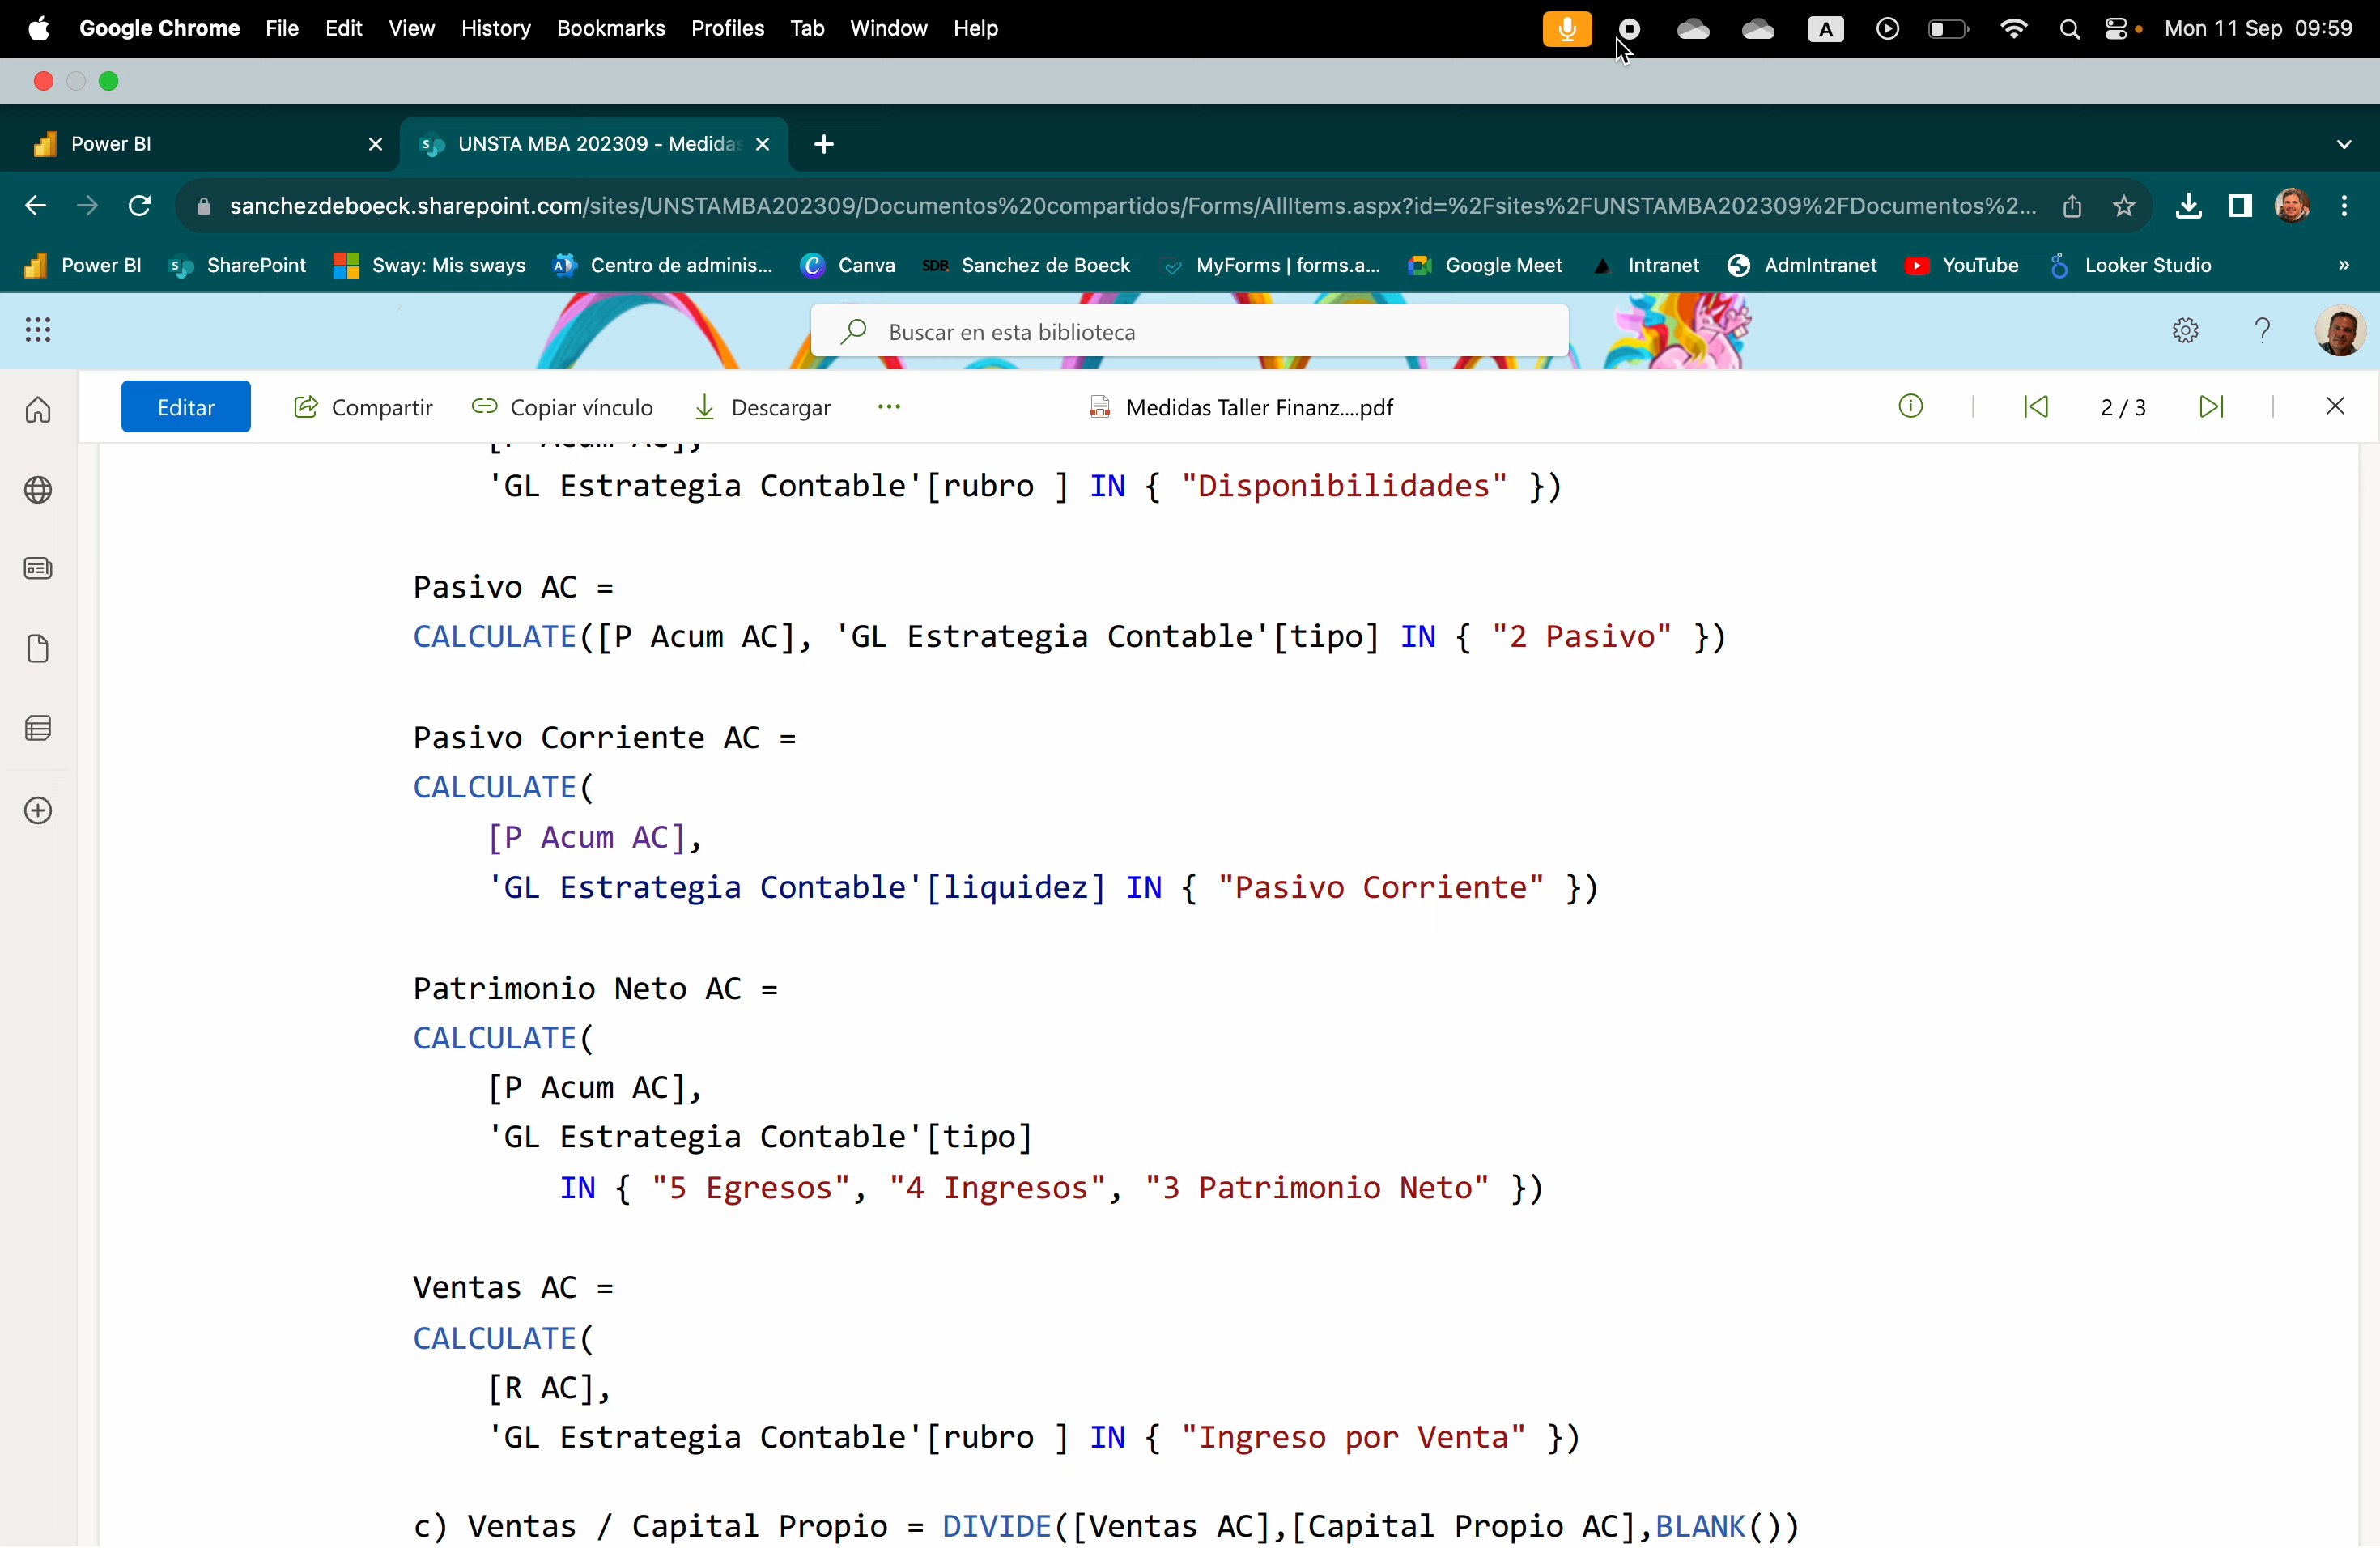 Google Chrome File Edit View History Bookmarks Profiles Tab Window Help A Mon 11 Sep 09:59
Power BI UNSTA MBA 202309 - Medidas
sanchezdeboeck.sharepoint.com/sites/UNSTAMBA202309/Documentos%20compartidos/Forms/AllItems.aspx?id=%2Fsites%2FUNSTAMBA202309%2FDocumentos%2...
Power BI SharePoint Sway: Mis sways Centro de adminis... Canva SDB Sanchez de Boeck MyForms | forms.a... Google Meet Intranet AdmIntranet YouTube Looker Studio »
Buscar en esta biblioteca
Editar Compartir Copiar vínculo Descargar ... Medidas Taller Finanz....pdf 2 / 3
[P Acum AC],
'GL Estrategia Contable'[rubro ] IN { "Disponibilidades" })
Pasivo AC =
CALCULATE([P Acum AC], 'GL Estrategia Contable'[tipo] IN { "2 Pasivo" })
Pasivo Corriente AC =
CALCULATE(
[P Acum AC],
'GL Estrategia Contable'[liquidez] IN { "Pasivo Corriente" })
Patrimonio Neto AC =
CALCULATE(
[P Acum AC],
'GL Estrategia Contable'[tipo]
IN { "5 Egresos", "4 Ingresos", "3 Patrimonio Neto" })
Ventas AC =
CALCULATE(
[R AC],
'GL Estrategia Contable'[rubro ] IN { "Ingreso por Venta" })
c) Ventas / Capital Propio = DIVIDE([Ventas AC],[Capital Propio AC],BLANK())